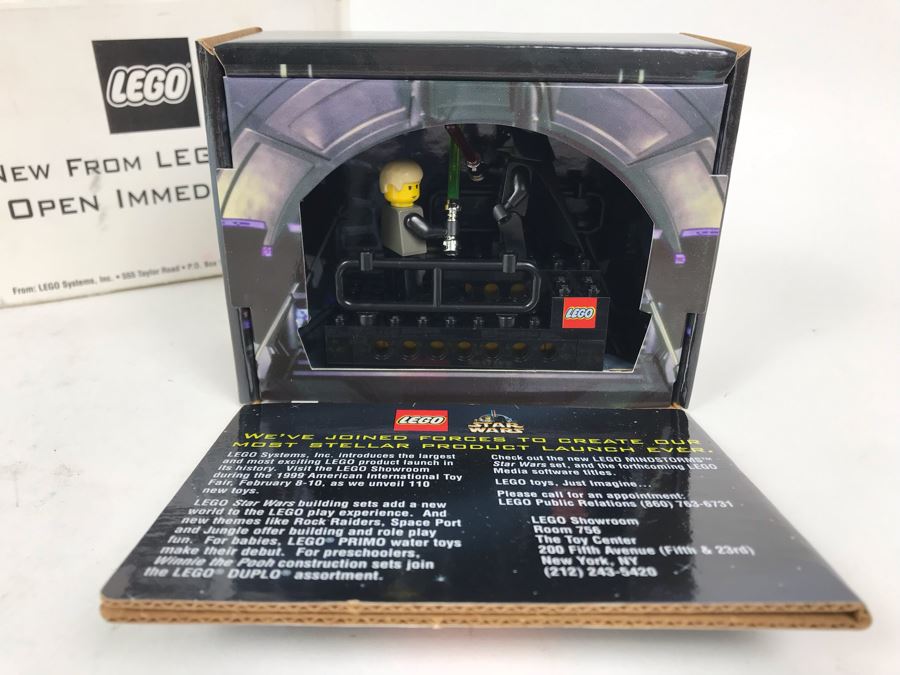 LEGO
NEW FROM LEG
OPEN IMMED
From: LEGO Systems, Inc. • 555 Taylor Road • P.O. Box
LEGO
LEGO
STAR WARS
WE'VE JOINED FORCES TO CREATE OUR
MOST STELLAR PRODUCT LAUNCH EVER.
LEGO Systems, Inc. introduces the largest
and most exciting LEGO product launch in
its history. Visit the LEGO Showroom
during the 1999 American International Toy
Fair, February 8-10, as we unveil 110
new toys.
LEGO Star Wars building sets add a new
world to the LEGO play experience. And
new themes like Rock Raiders, Space Port
and Jungle offer building and role play
fun. For babies, LEGO® PRIMO water toys
make their debut. For preschoolers,
Winnie the Pooh construction sets join
the LEGO® DUPLO® assortment.
Check out the new LEGO MINDSTORMS™
Star Wars set, and the forthcoming LEGO
Media software titles.
LEGO toys, Just Imagine...
Please call for an appointment:
LEGO Public Relations (860) 763-6731
LEGO Showroom
Room 756
The Toy Center
200 Fifth Avenue (Fifth & 23rd)
New York, NY
(212) 243-5420